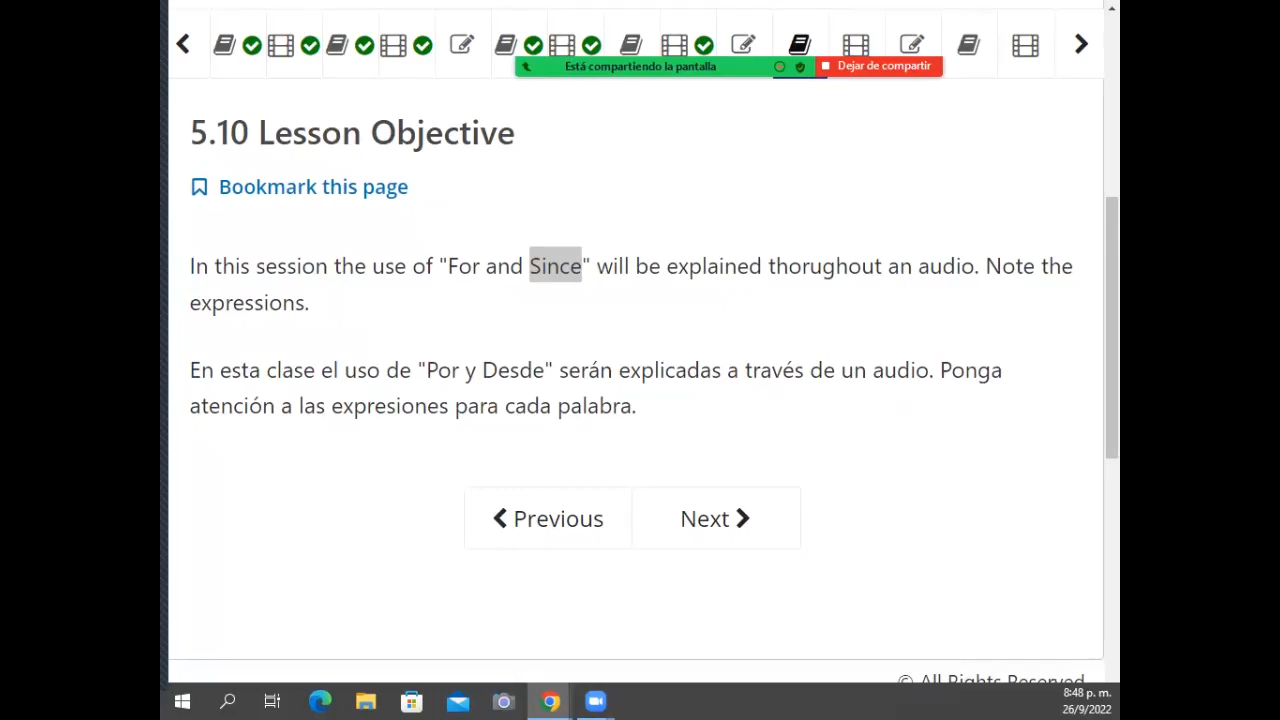 Está compartiendo la pantalla
Dejar de compartir
5.10 Lesson Objective
Bookmark this page
In this session the use of "For and Since" will be explained thorughout an audio. Note the
expressions.
En esta clase el uso de "Por y Desde" serán explicadas a través de un audio. Ponga
atención a las expresiones para cada palabra.
Previous
Next
© All Rights Reserved
8:48 p. m.
26/9/2022